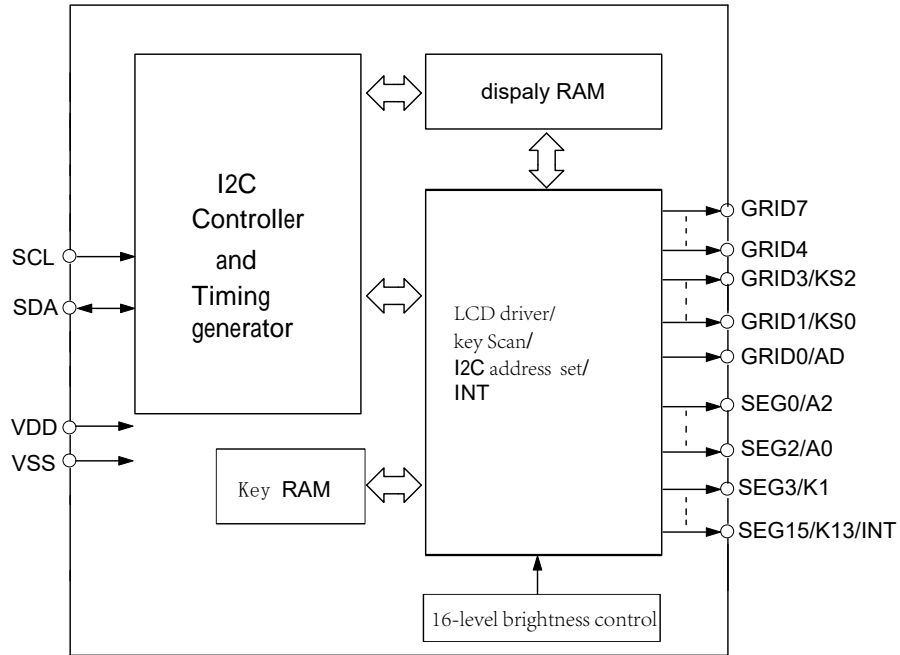 dispaly RAM
I2C
Controller
and
Timing
generator
SCL
SDA
VDD
VSS
LCD driver/
key Scan/
I2C address set/
INT
Key RAM
16-level brightness control
GRID7
GRID4
GRID3/KS2
GRID1/KS0
GRID0/AD
SEG0/A2
SEG2/A0
SEG3/K1
SEG15/K13/INT